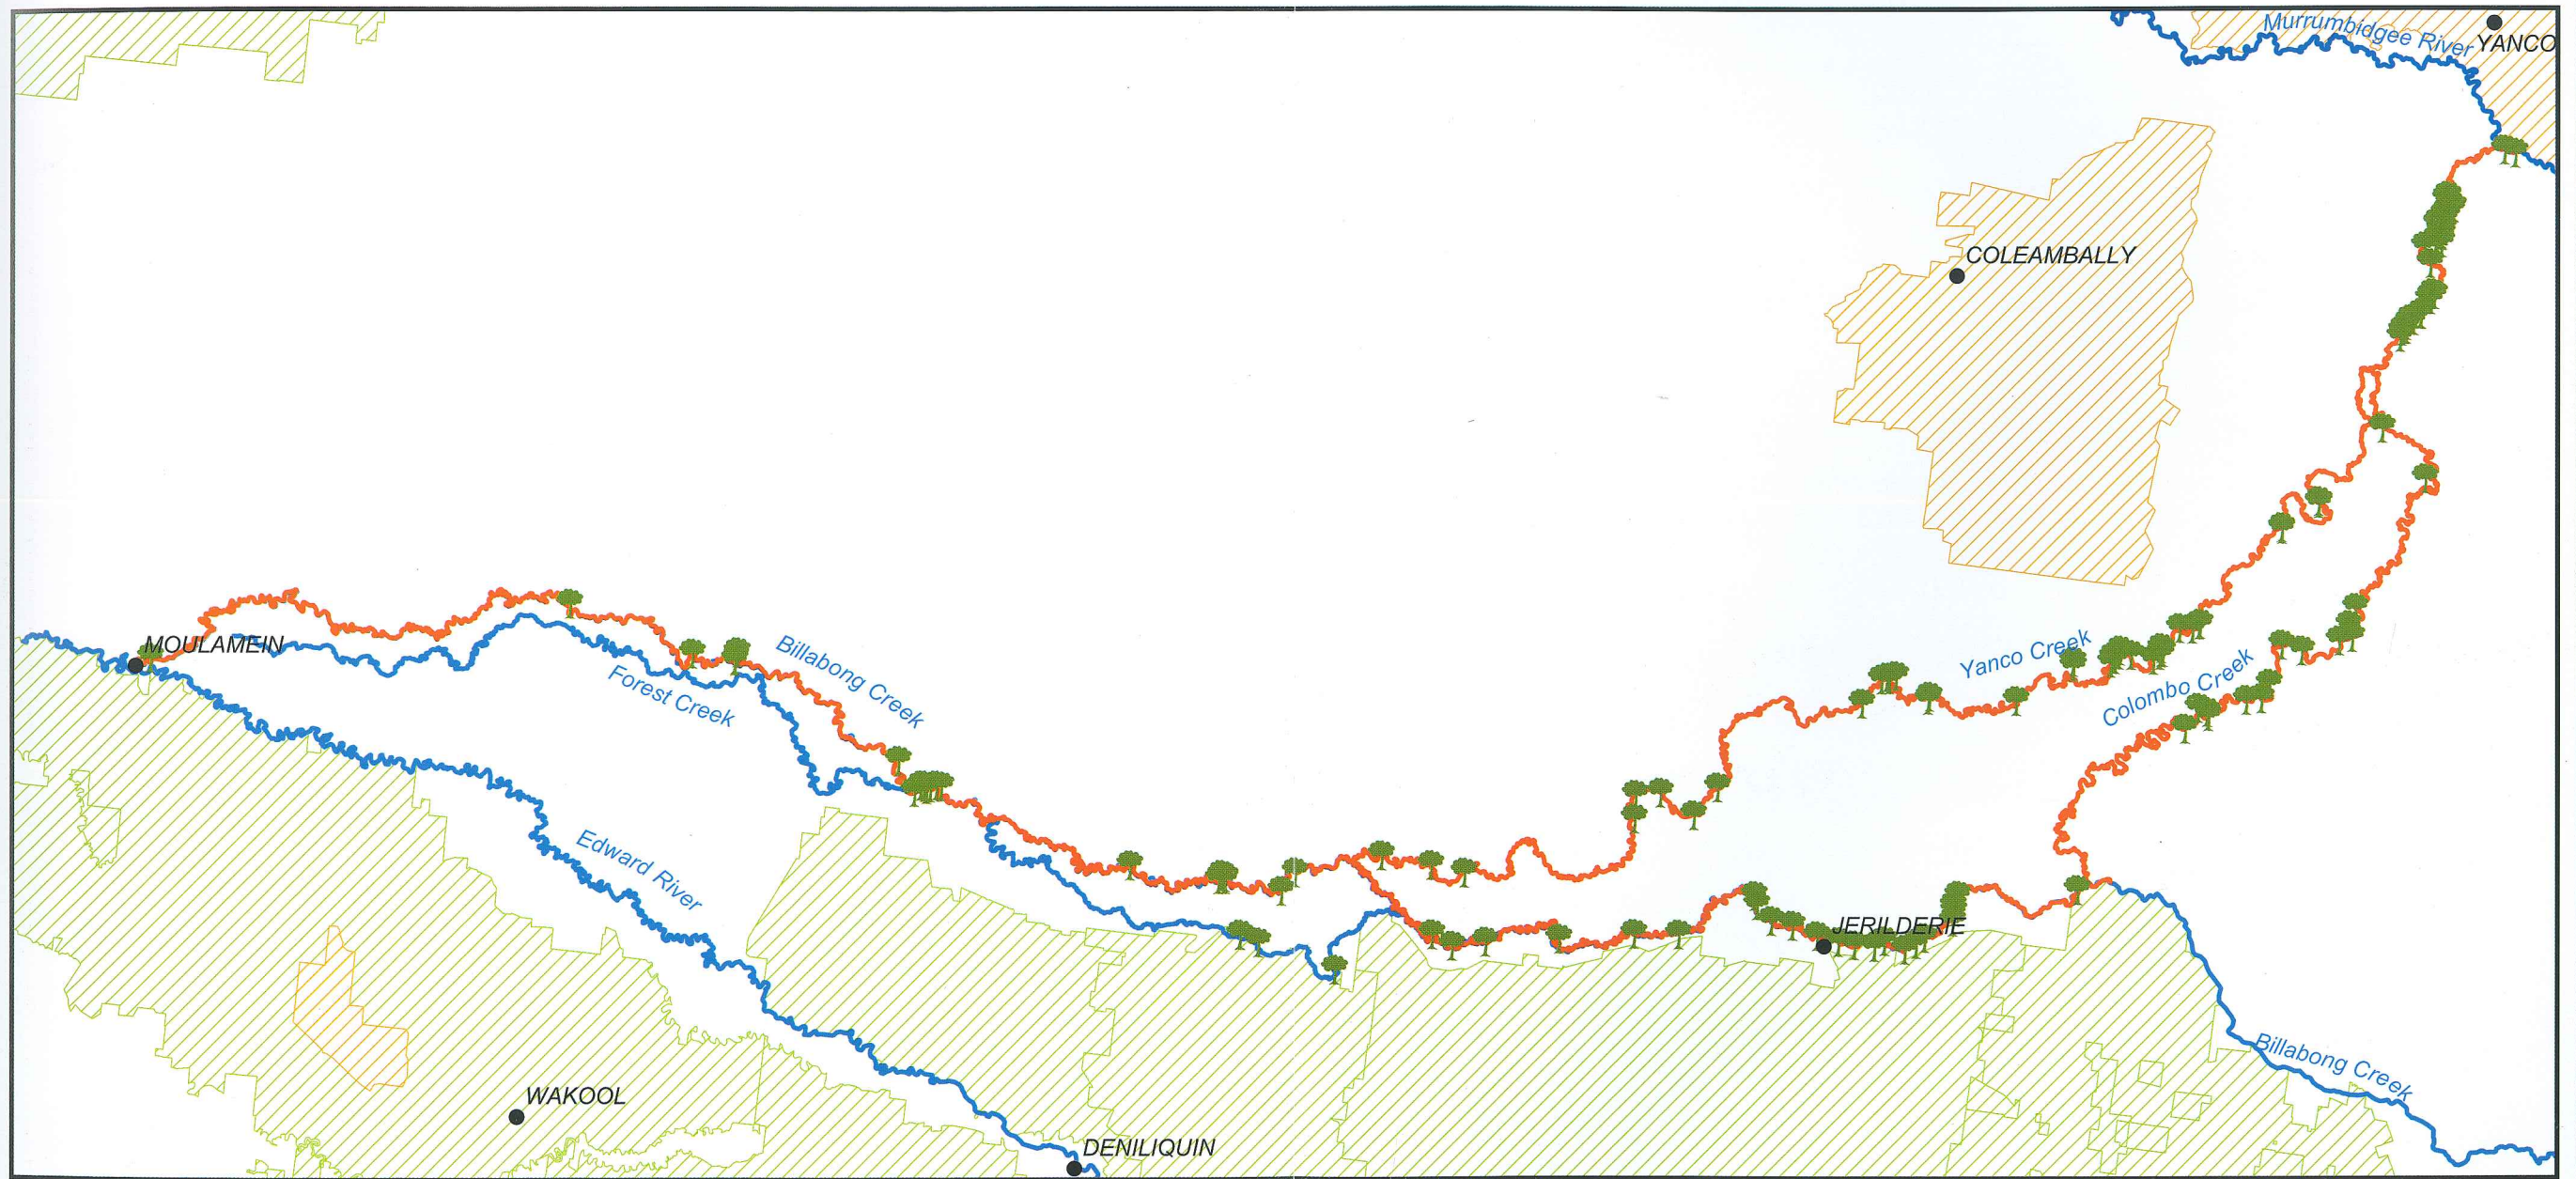 Murrumbidgee River
YANCO
COLEAMBALLY
MOULAMEIN
Billabong Creek
Forest Creek
Yanco Creek
Colombo Creek
Edward River
JERILDERIE
Billabong Creek
WAKOOL
DENILIQUIN